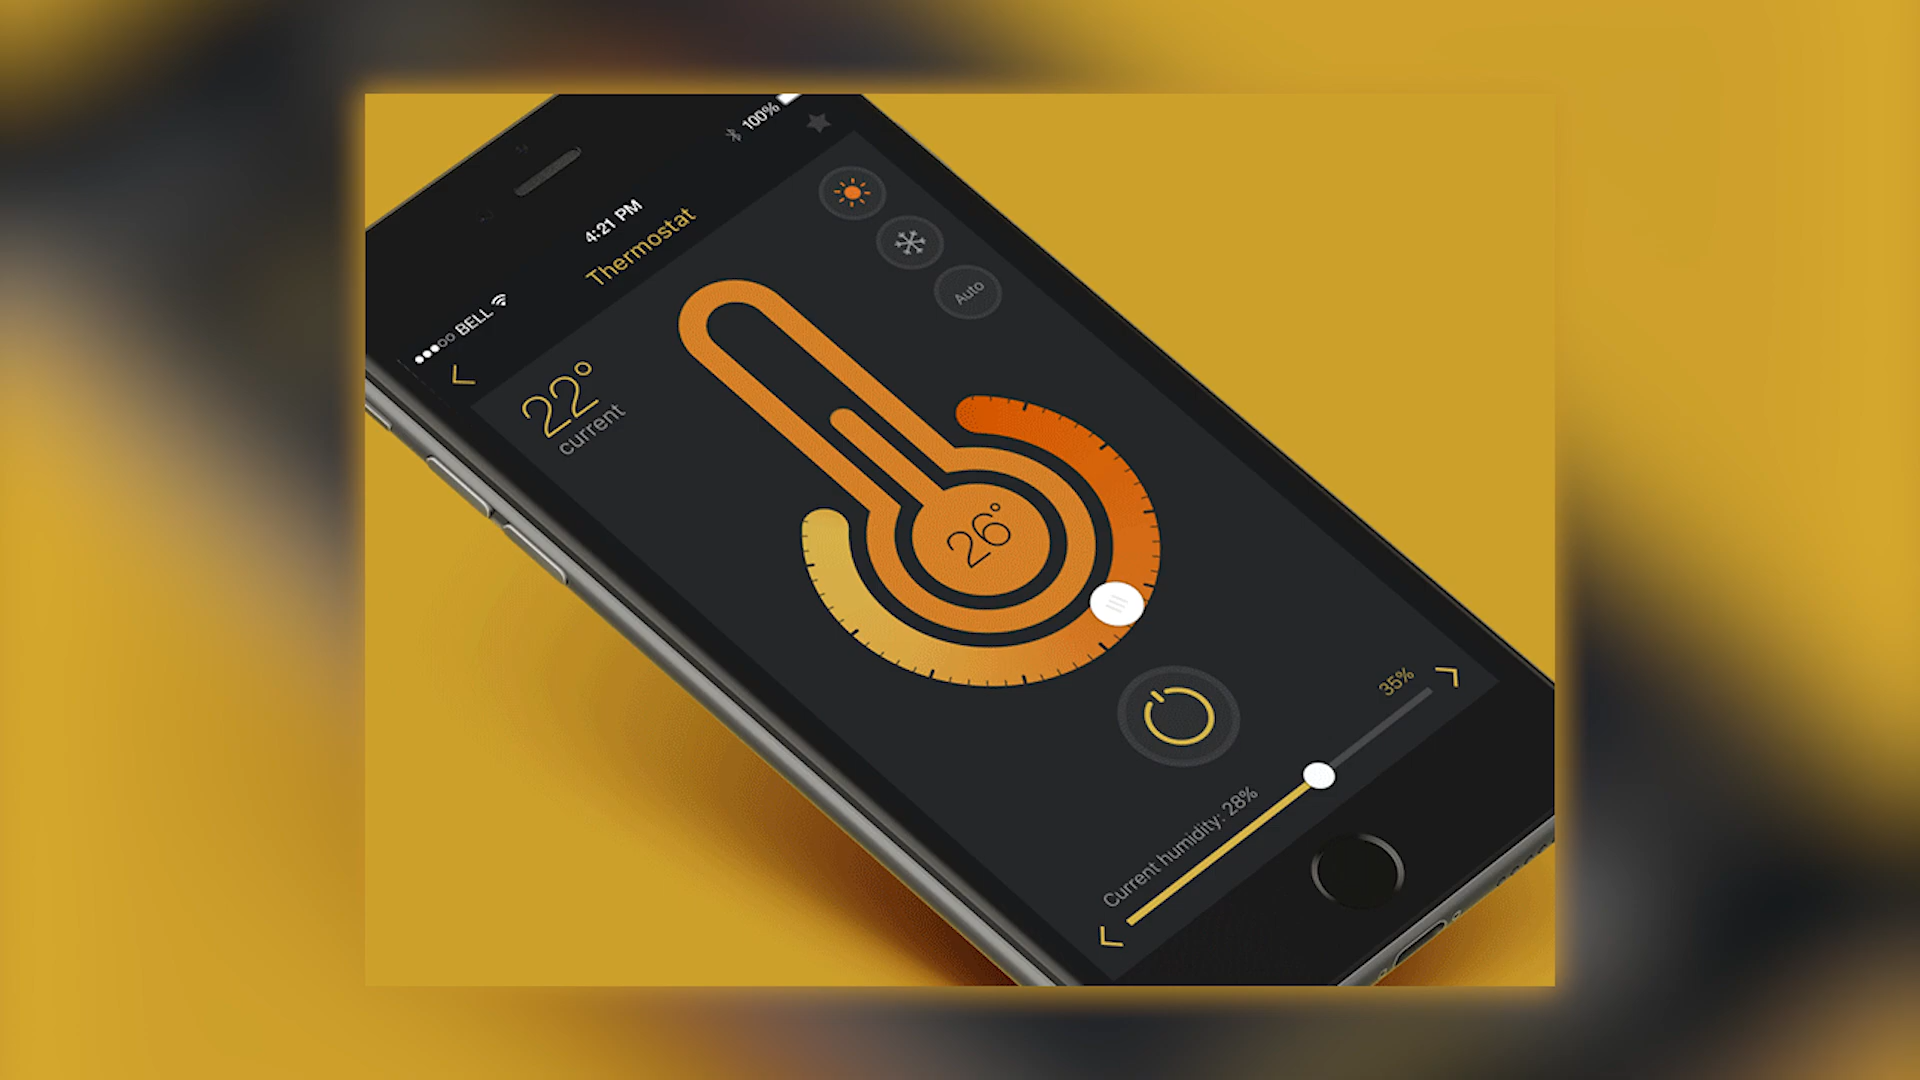 BELL
4:21 PM
100%
Thermostat
22°
current
Auto
26°
35%
Current humidity: 28%